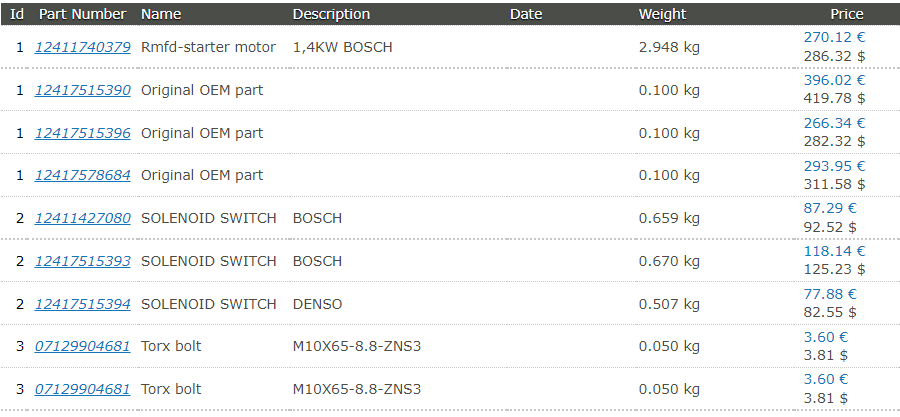 Id Part Number Name Description Date Weight Price
1 12411740379 Rmfd-starter motor 1,4KW BOSCH 2.948 kg 270.12 €
286.32 $
1 12417515390 Original OEM part 0.100 kg 396.02 €
419.78 $
1 12417515396 Original OEM part 0.100 kg 266.34 €
282.32 $
1 12417578684 Original OEM part 0.100 kg 293.95 €
311.58 $
2 12411427080 SOLENOID SWITCH BOSCH 0.659 kg 87.29 €
92.52 $
2 12417515393 SOLENOID SWITCH BOSCH 0.670 kg 118.14 €
125.23 $
2 12417515394 SOLENOID SWITCH DENSO 0.507 kg 77.88 €
82.55 $
3 07129904681 Torx bolt M10X65-8.8-ZNS3 0.050 kg 3.60 €
3.81 $
3 07129904681 Torx bolt M10X65-8.8-ZNS3 0.050 kg 3.60 €
3.81 $